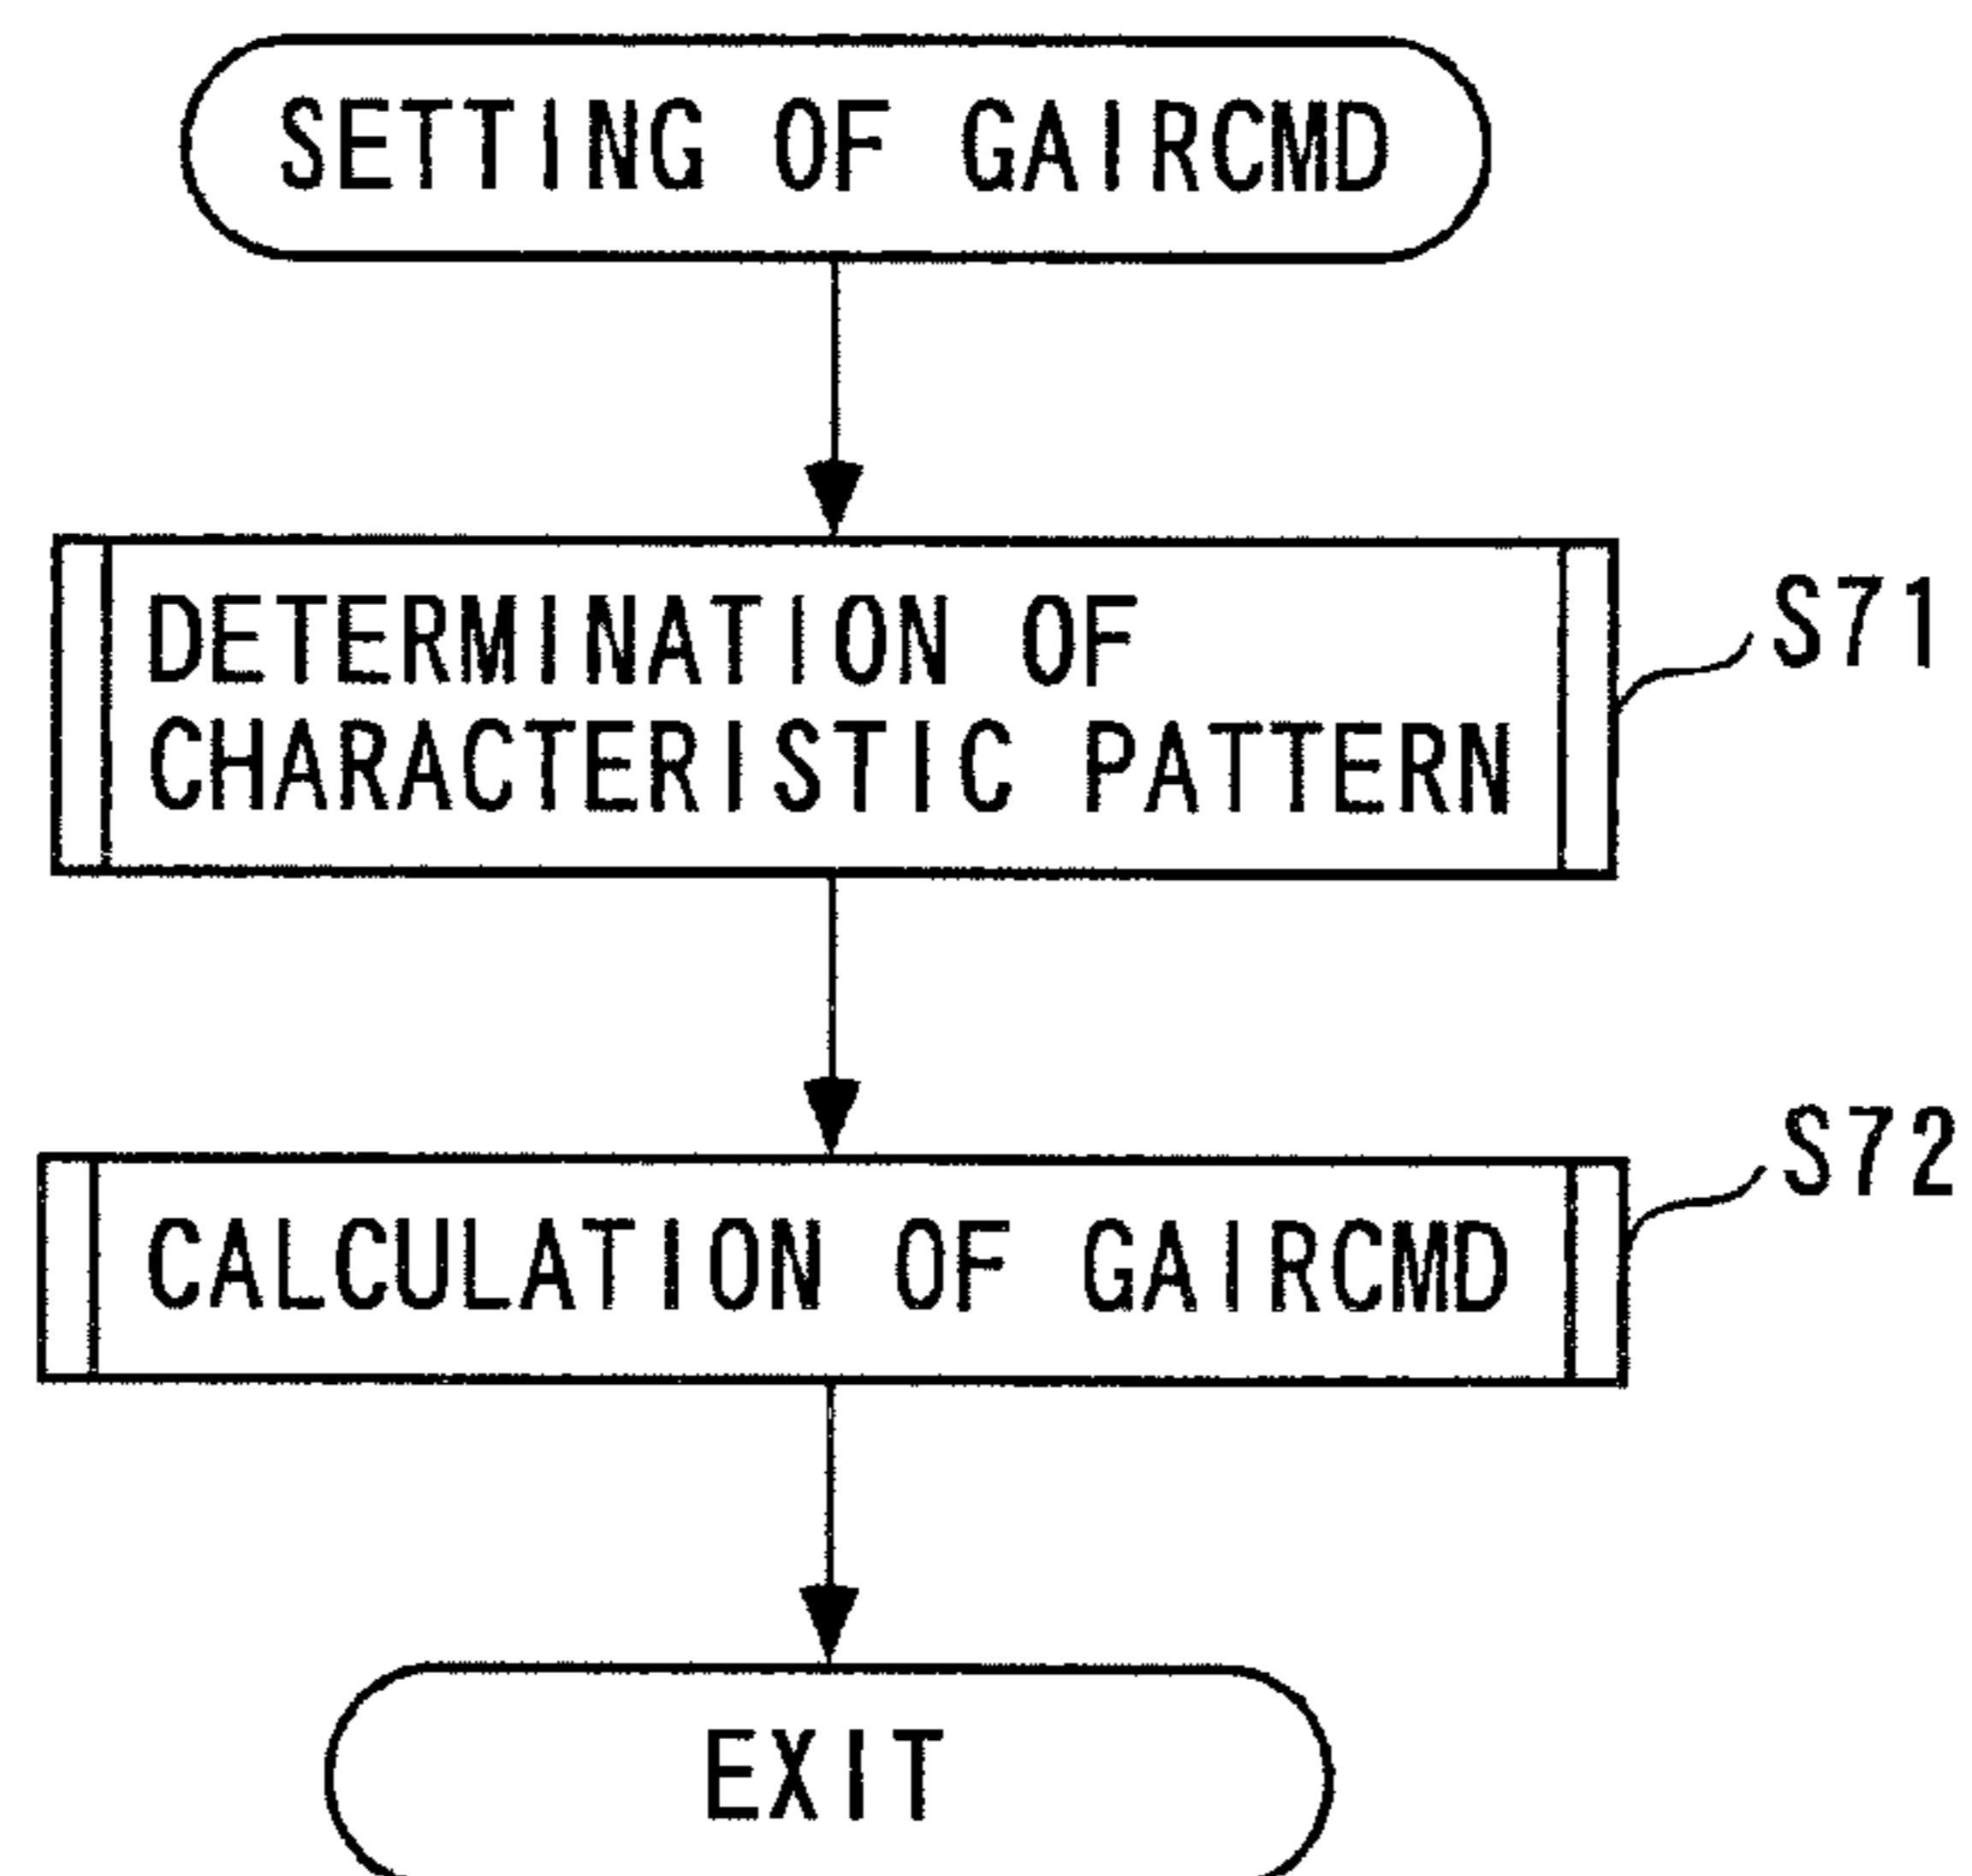 SETTING OF GAIRCMD
DETERMINATION OF
CHARACTERISTIC PATTERN
S71
CALCULATION OF GAIRCMD
S72
EXIT